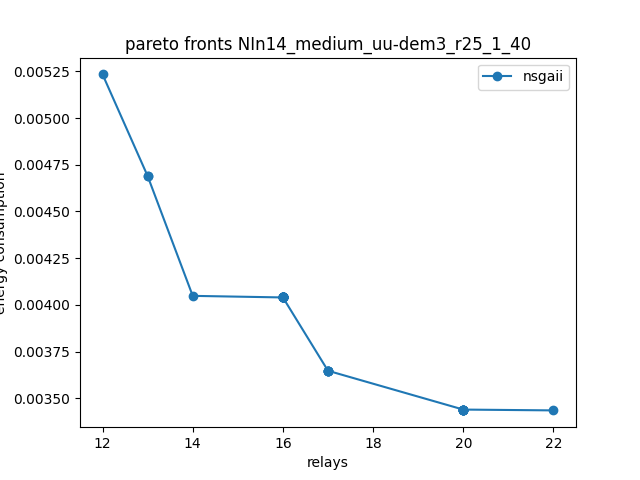 pareto fronts NIn14_medium_uu-dem3_r25_1_40
nsgaii
0.00525
0.00500
0.00475
0.00450
0.00425
0.00400
0.00375
0.00350
energy consumption
12 14 16 18 20 22
relays